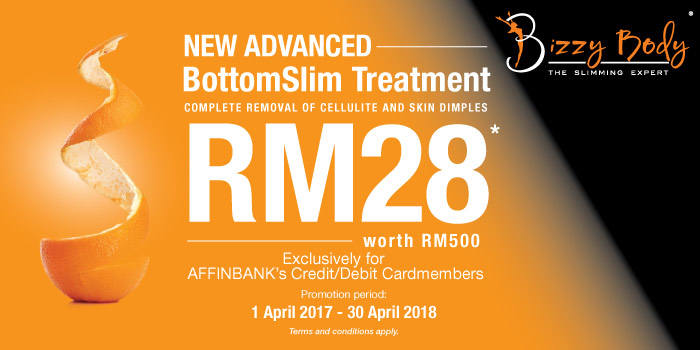 NEW ADVANCED
BottomSlim Treatment
COMPLETE REMOVAL OF CELLULITE AND SKIN DIMPLES
RM28*
worth RM500
Exclusively for
AFFINBANK's Credit/Debit Cardmembers
Promotion period:
1 April 2017 - 30 April 2018
Terms and conditions apply.
Bizzy Body®
THE SLIMMING EXPERT